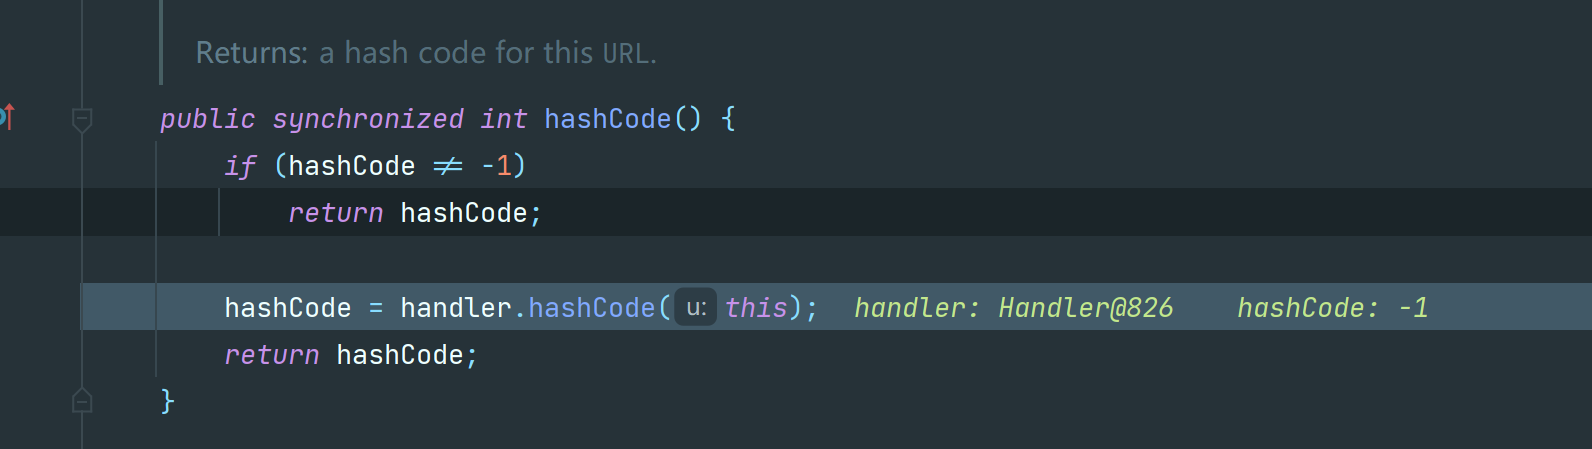 Returns: a hash code for this URL.
public synchronized int hashCode() {
if (hashCode ≠ -1)
return hashCode;
hashCode = handler.hashCode( u: this); handler: Handler@826 hashCode: -1
return hashCode;
}